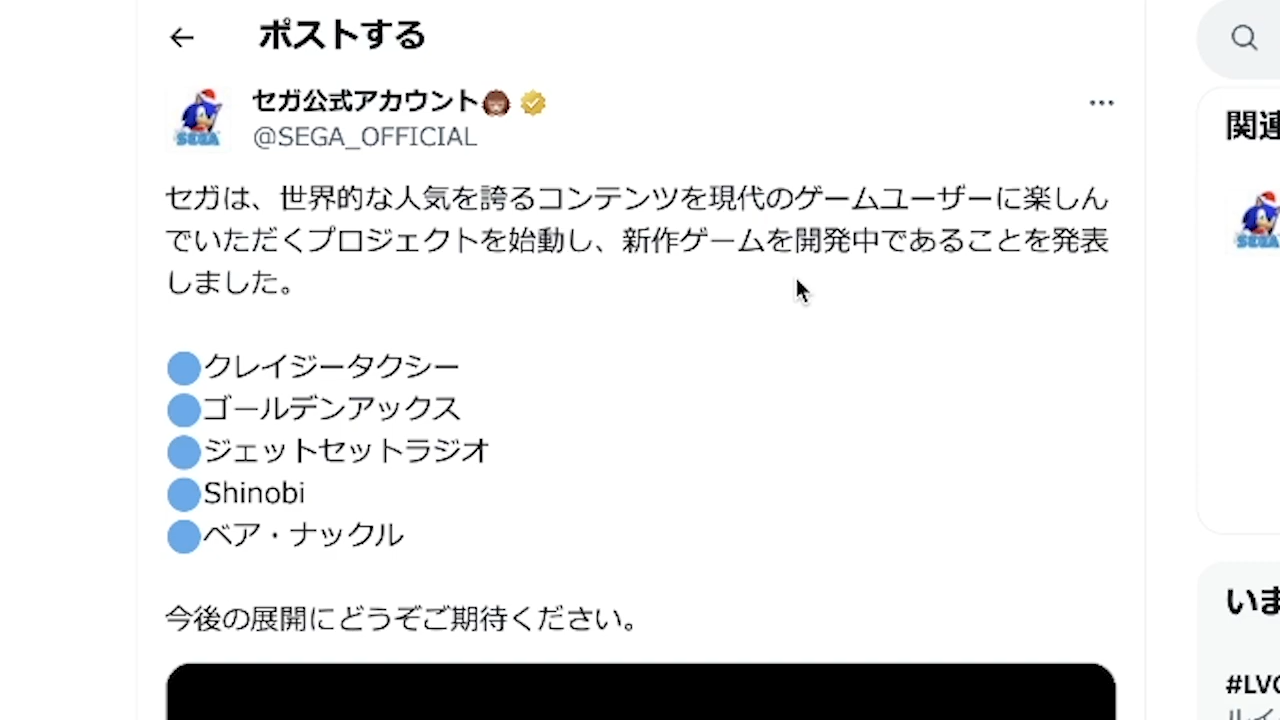 ポストする
セガ公式アカウント
@SEGA_OFFICIAL
SEGA
セガは、世界的な人気を誇るコンテンツを現代のゲームユーザーに楽しん
でいただくプロジェクトを始動し、新作ゲームを開発中であることを発表
しました。
クレイジータクシー
ゴールデンアックス
ジェットセットラジオ
Shinobi
ベア・ナックル
今後の展開にどうぞご期待ください。
関連
SEGA
いま
#LVC